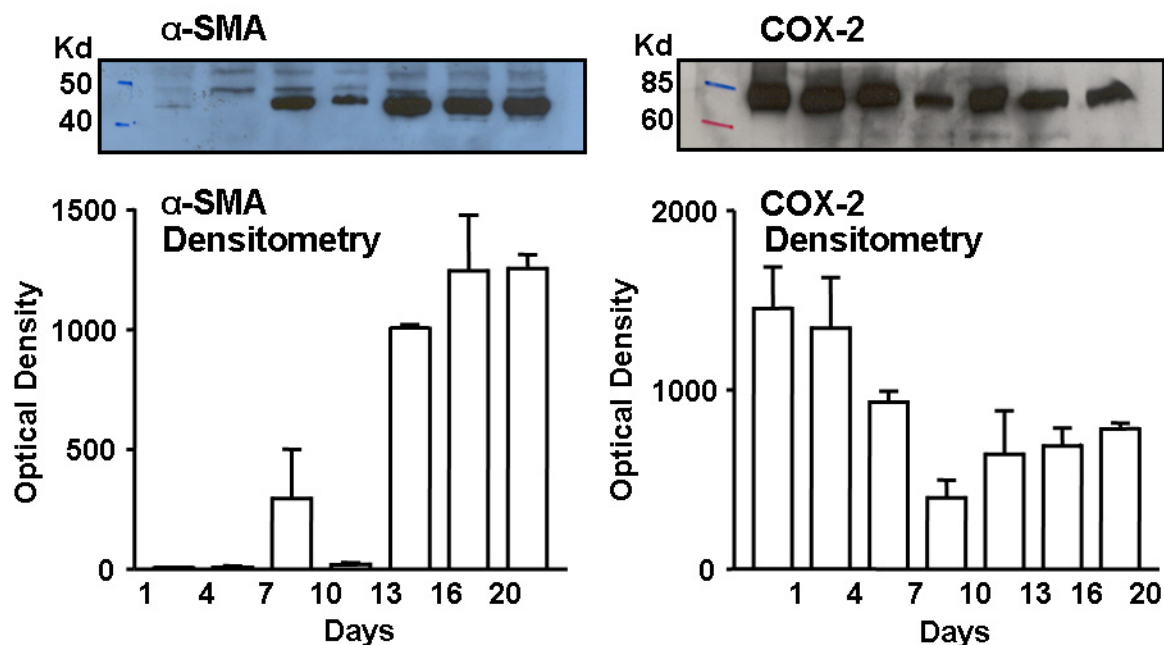 α-SMA
Kd
50
40
α-SMA
Densitometry
1500
1000
500
0
Optical Density
1 4 7 10 13 16 20
Days
COX-2
Kd
85
60
COX-2
Densitometry
2000
1000
0
Optical Density
1 4 7 10 13 16 20
Days